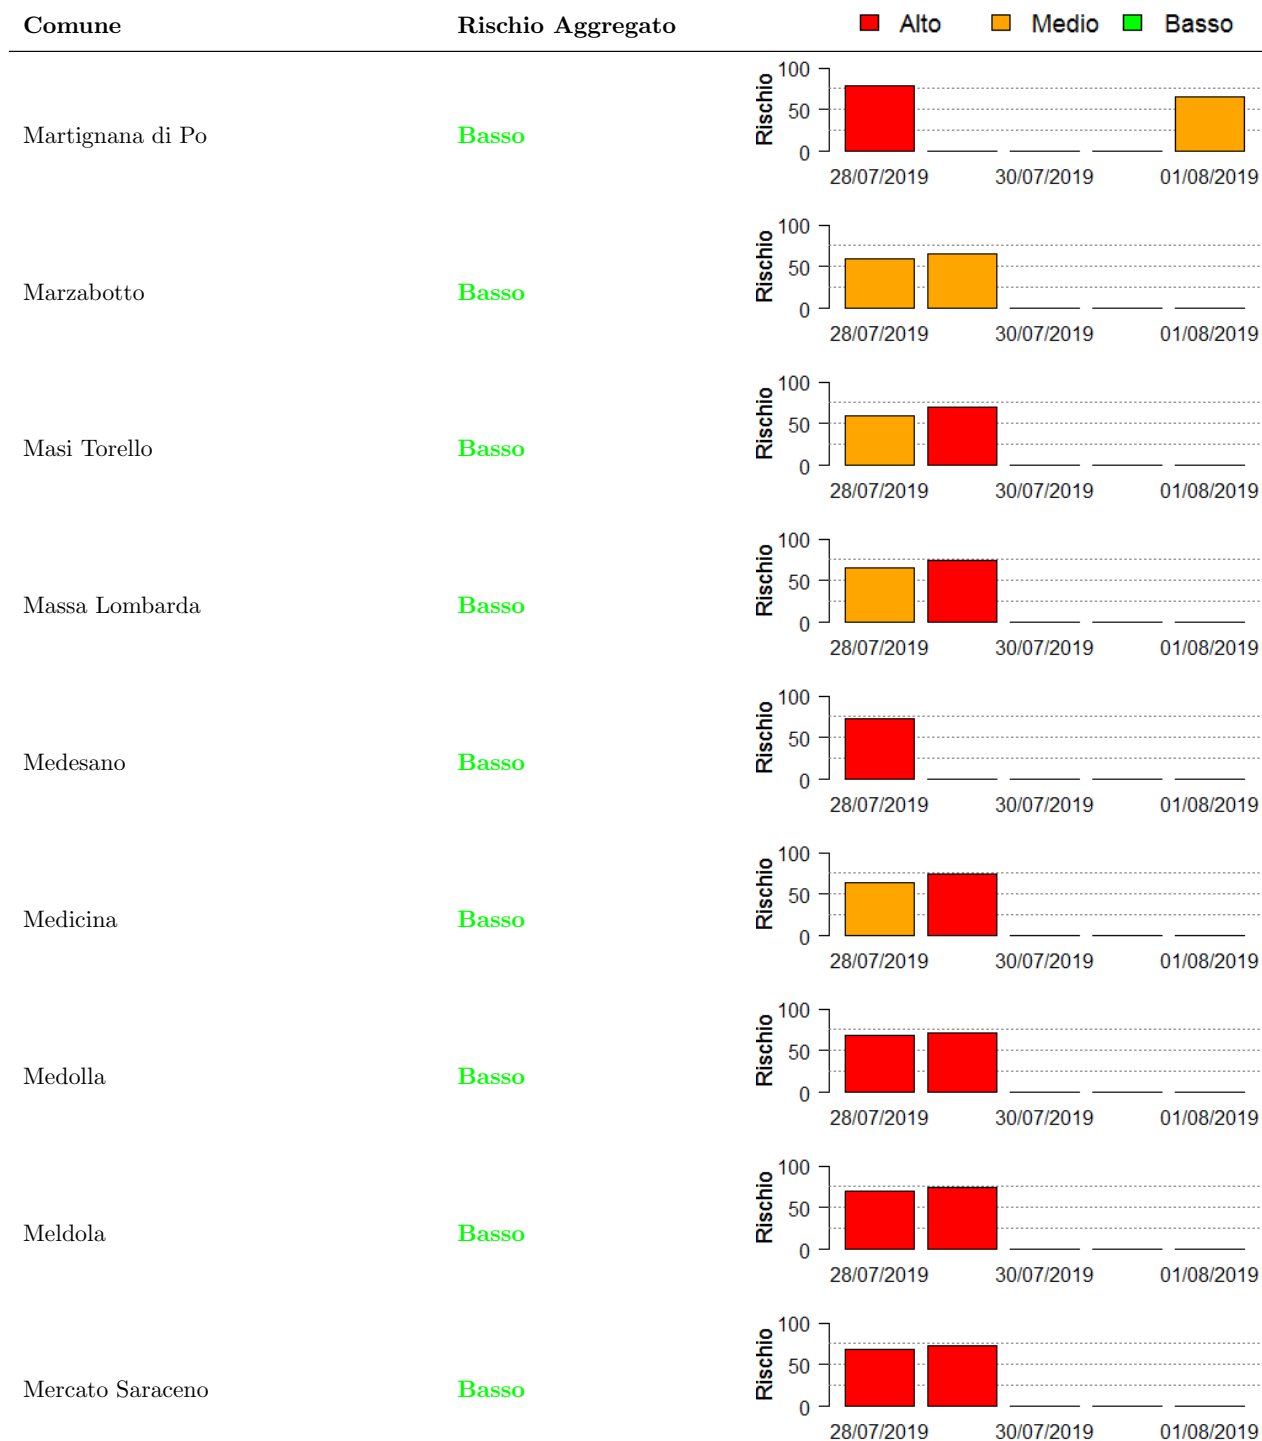 Comune Rischio Aggregato Alto Medio Basso
100
50
0
Rischio
Martignana di Po Basso
28/07/2019 30/07/2019 01/08/2019
100
50
0
Rischio
Marzabotto Basso
28/07/2019 30/07/2019 01/08/2019
100
50
0
Rischio
Masi Torello Basso
28/07/2019 30/07/2019 01/08/2019
100
50
0
Rischio
Massa Lombarda Basso
28/07/2019 30/07/2019 01/08/2019
100
50
0
Rischio
Medesano Basso
28/07/2019 30/07/2019 01/08/2019
100
50
0
Rischio
Medicina Basso
28/07/2019 30/07/2019 01/08/2019
100
50
0
Rischio
Medolla Basso
28/07/2019 30/07/2019 01/08/2019
100
50
0
Rischio
Meldola Basso
28/07/2019 30/07/2019 01/08/2019
100
50
0
Rischio
Mercato Saraceno Basso
28/07/2019 30/07/2019 01/08/2019